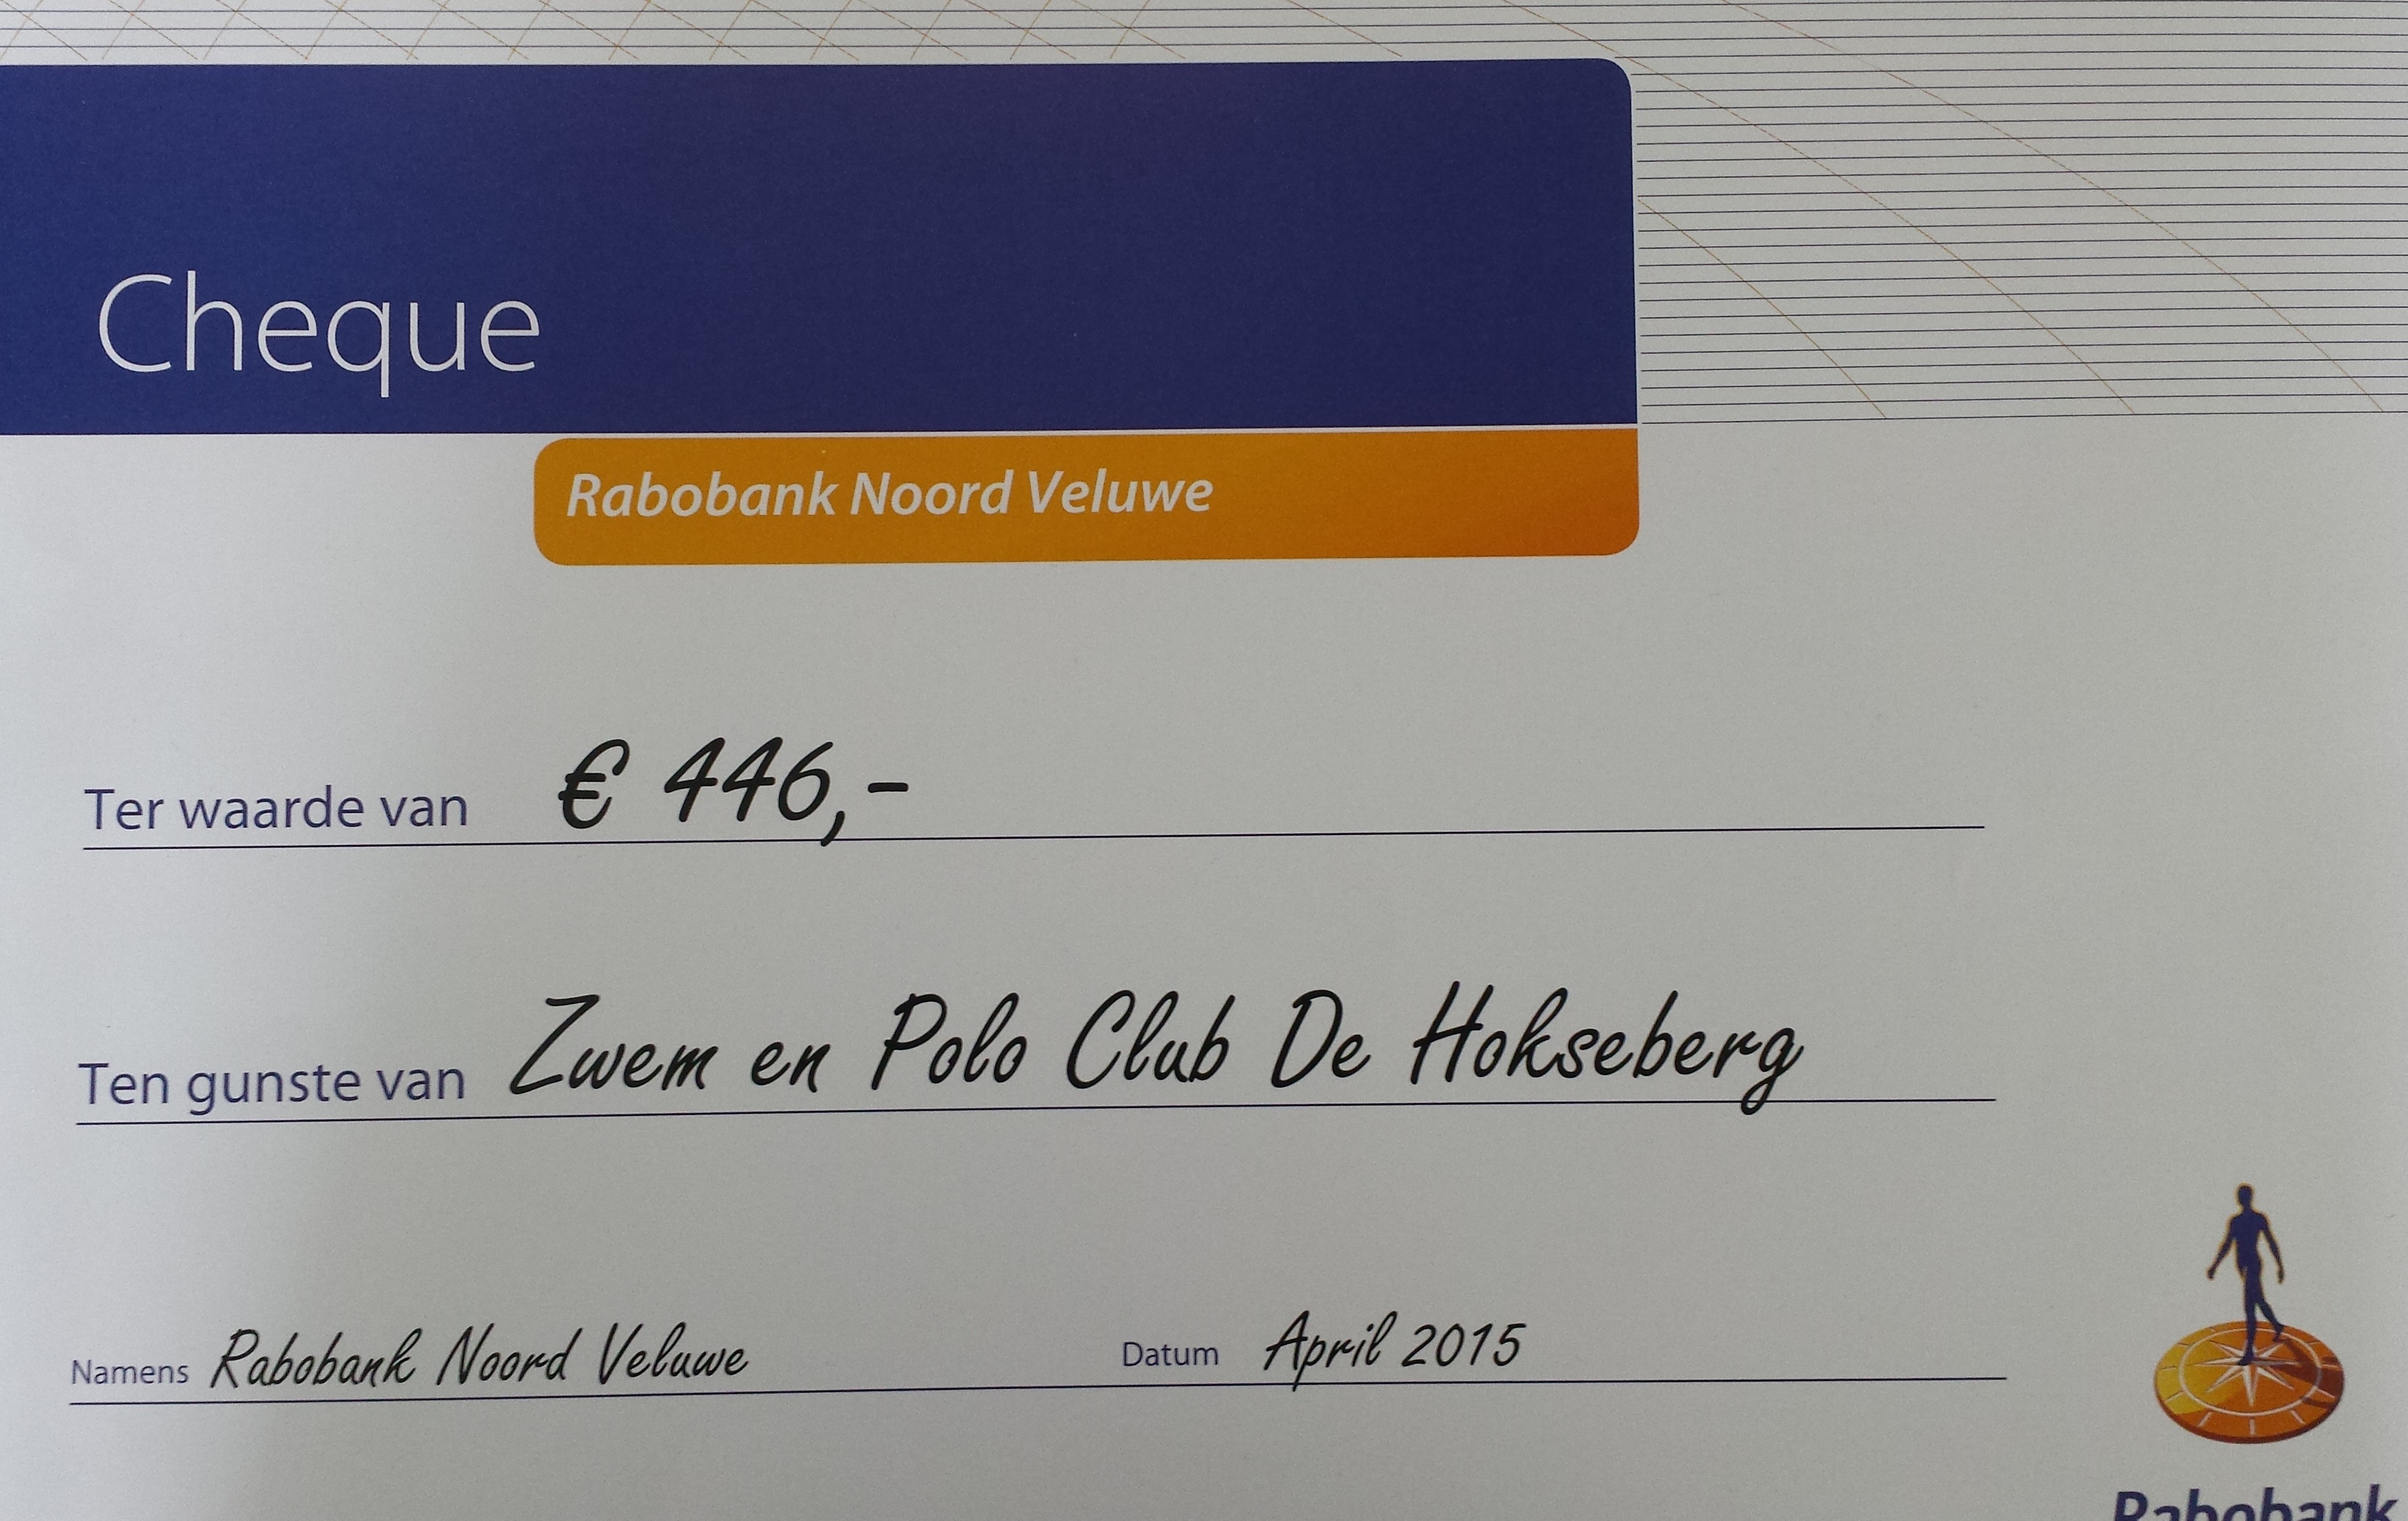 Cheque
Rabobank Noord Veluwe
Ter waarde van € 446,-
Ten gunste van Zwem en Polo Club De Hokseberg
Namens Rabobank Noord Veluwe Datum April 2015
Rabobank